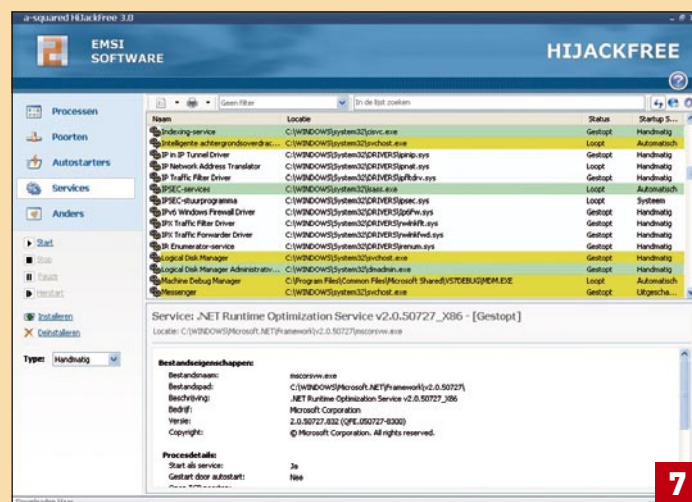 a-squared HiJackFree 3.0
EMSI
SOFTWARE
HIJACKFREE
Processen
Poorten
Autostarters
Services
Anders
Start
Stop
Pauze
Herstart
Installeren
Deïnstalleren
Type: Handmatig
Geen filter In de lijst zoeken
Naam Locatie Status Startup S...
Indexing-service C:\WINDOWS\system32\cisvc.exe Gestopt Handmatig
Intelligente achtergrondsoverdrac... C:\WINDOWS\system32\svchost.exe Loopt Automatisch
IP in IP Tunnel Driver C:\WINDOWS\System32\DRIVERS\ipinip.sys Gestopt Handmatig
IP Network Address Translator C:\WINDOWS\System32\DRIVERS\ipnat.sys Loopt Handmatig
IP Traffic Filter Driver C:\WINDOWS\System32\DRIVERS\ipfltdrv.sys Gestopt Handmatig
IPSEC-services C:\WINDOWS\system32\lsass.exe Loopt Automatisch
IPSEC-stuurprogramma C:\WINDOWS\System32\DRIVERS\ipsec.sys Loopt Systeem
IPv6 Windows Firewall Driver C:\WINDOWS\System32\DRIVERS\Ip6Fw.sys Gestopt Handmatig
IPX Traffic Filter Driver C:\WINDOWS\System32\DRIVERS\nwlnkflt.sys Gestopt Handmatig
IPX Traffic Forwarder Driver C:\WINDOWS\System32\DRIVERS\nwlnkfwd.sys Gestopt Handmatig
IR Enumerator-service C:\WINDOWS\System32\DRIVERS\irenum.sys Gestopt Handmatig
Logical Disk Manager C:\WINDOWS\System32\svchost.exe Gestopt Handmatig
Logical Disk Manager Administrativ... C:\WINDOWS\System32\dmadmin.exe Gestopt Handmatig
Machine Debug Manager C:\Program Files\Common Files\Microsoft Shared\VS7DEBUG\MDM.EXE Loopt Automatisch
Messenger C:\WINDOWS\System32\svchost.exe Gestopt Uitgescha...
Service: .NET Runtime Optimization Service v2.0.50727_X86 - [Gestopt]
Locatie: C:\WINDOWS\Microsoft.NET\Framework\v2.0.50727\mscorsvw.exe
Bestandseigenschappen:
Bestandsnaam: mscorsvw.exe
Bestandspad: C:\WINDOWS\Microsoft.NET\Framework\v2.0.50727\
Beschrijving: .NET Runtime Optimization Service v2.0.50727_X86
Bedrijf: Microsoft Corporation
Versie: 2.0.50727.832 (QFE.050727-8300)
Copyright: © Microsoft Corporation. All rights reserved.
Procesdetails:
Start als service: Ja
Gestart door autostart: Nee
7